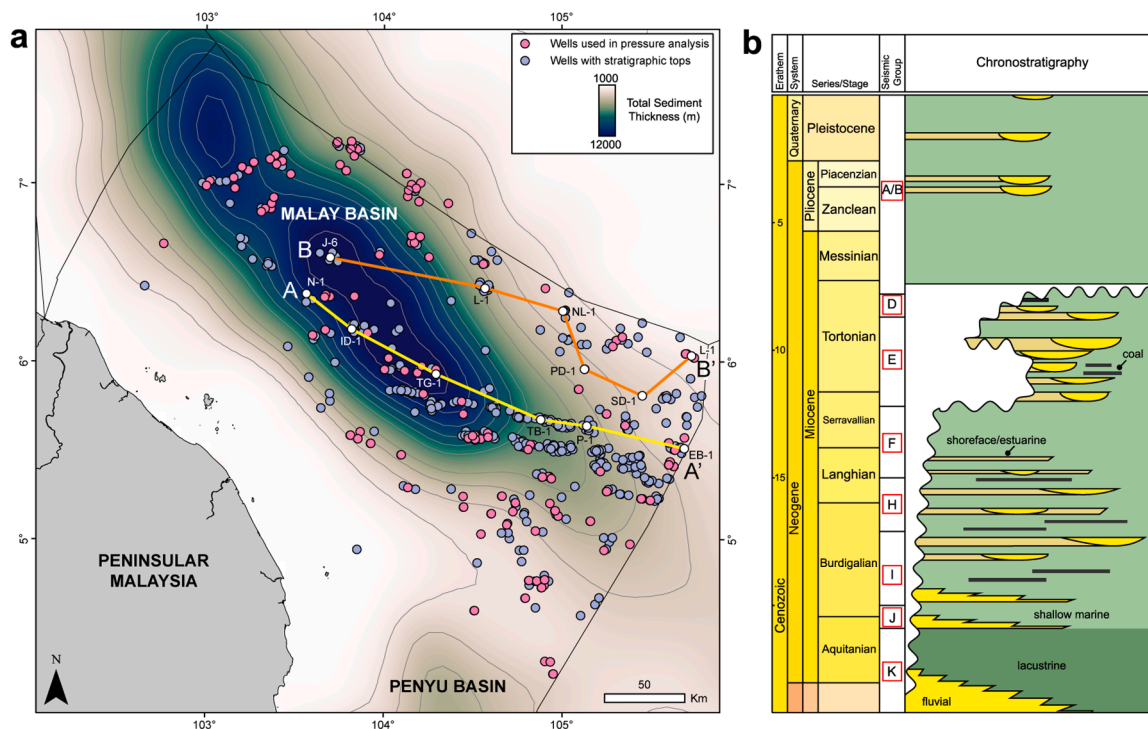 a
103°
104°
105°
Wells used in pressure analysis
Wells with stratigraphic tops
1000
Total Sediment
Thickness (m)
12000
7°
7°
MALAY BASIN
B
J-6
A
N-1
L-1
NL-1
ID-1
6°
6°
L-1
B'
PD-1
TG-1
SD-1
TB-1
P-1
EB-1
A'
5°
5°
PENINSULAR
MALAYSIA
N
PENYU BASIN
50
Km
103°
104°
105°
b
Erathem
System
Series/Stage
Seismic
Group
Chronostratigraphy
Quaternary
Pleistocene
Pliocene
Piacenzian
A/B
Zanclean
5
Messinian
Tortonian
D
10
E
coal
Miocene
Serravallian
F
shoreface/estuarine
Langhian
15
H
Neogene
Burdigalian
I
J
shallow marine
Cenozoic
Aquitanian
K
lacustrine
fluvial